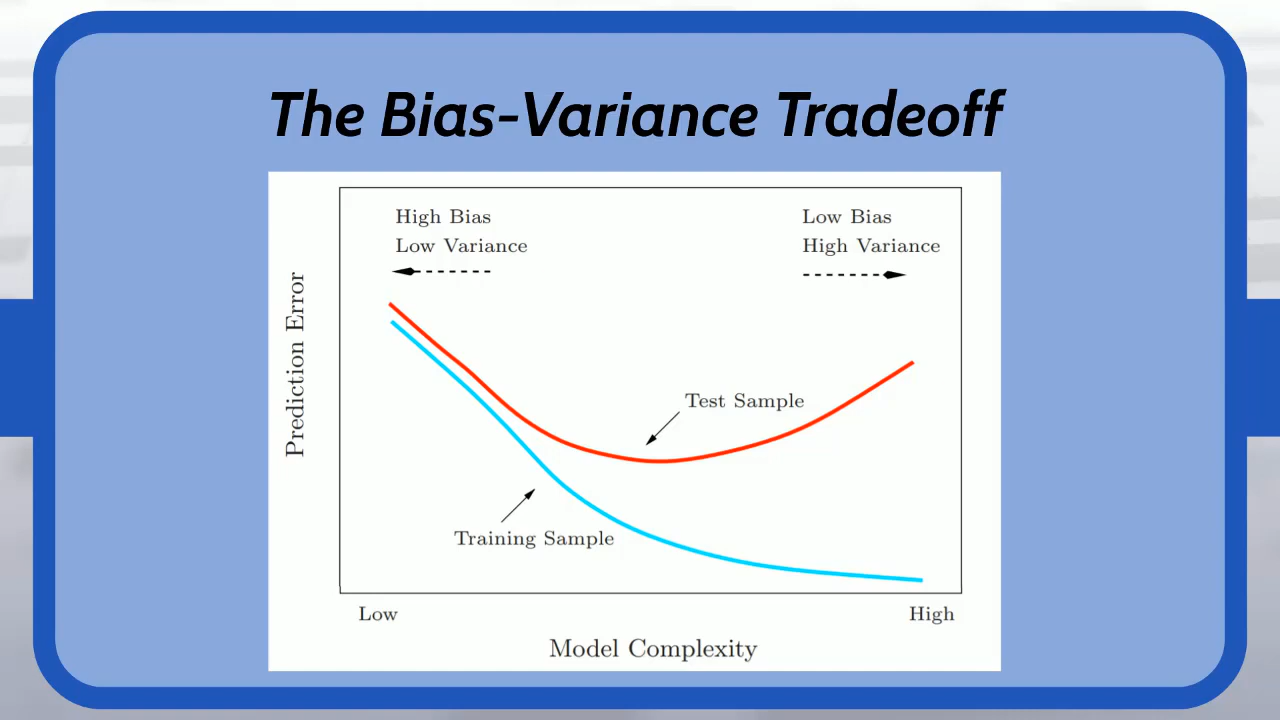 The Bias-Variance Tradeoff
High Bias
Low Variance
Low Bias
High Variance
Prediction Error
Test Sample
Training Sample
Low
High
Model Complexity